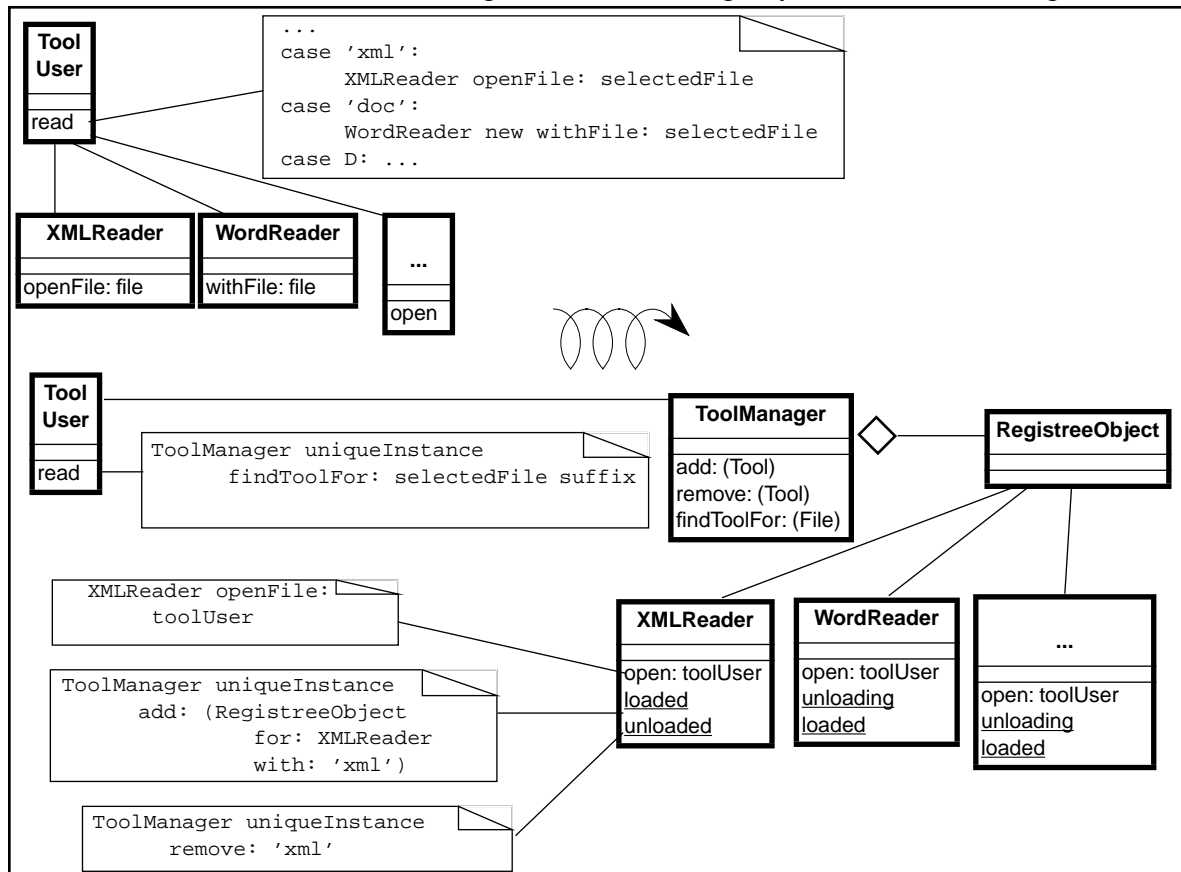 Tool
User
read
...
case 'xml':
XMLReader openFile: selectedFile
case 'doc':
WordReader new withFile: selectedFile
case D: ...
XMLReader
openFile: file
WordReader
withFile: file
...
open
Tool
User
read
ToolManager uniqueInstance
findToolFor: selectedFile suffix
ToolManager
add: (Tool)
remove: (Tool)
findToolFor: (File)
RegistreeObject
XMLReader openFile:
toolUser
ToolManager uniqueInstance
add: (RegistreeObject
for: XMLReader
with: 'xml')
ToolManager uniqueInstance
remove: 'xml'
XMLReader
open: toolUser
loaded
unloaded
WordReader
open: toolUser
unloading
loaded
...
open: toolUser
unloading
loaded